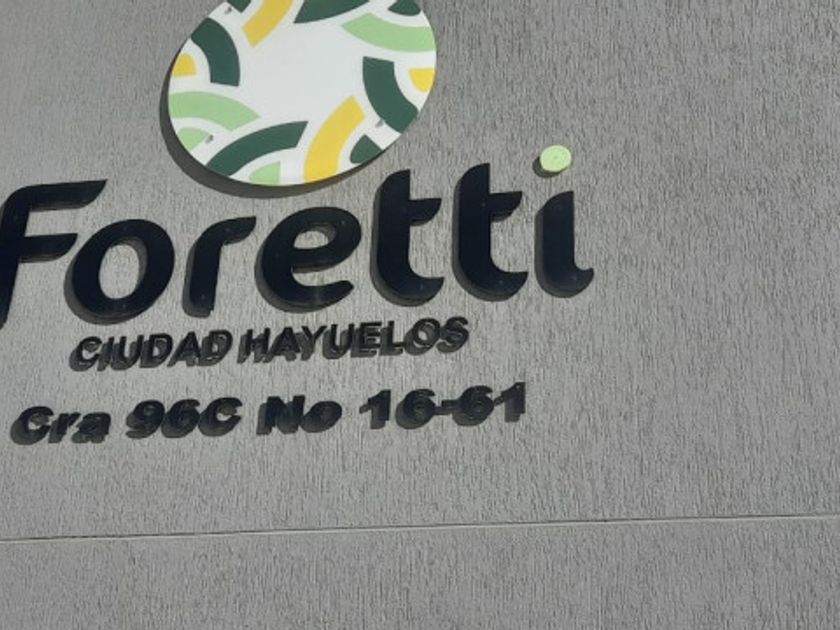 Foretti
CIUDAD HAYUELOS
Cra 96C No 16-61